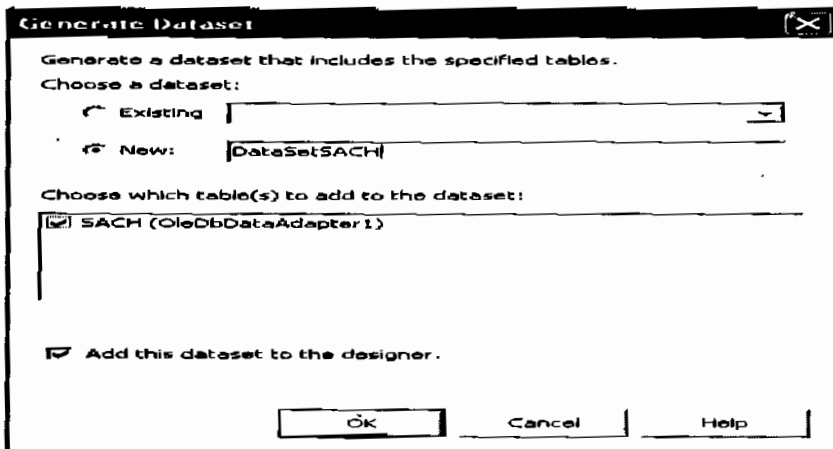 Generate Dataset
Generate a dataset that includes the specified tables.
Choose a dataset:
Existing
New: DataSetSACH
Choose which table(s) to add to the dataset:
SACH (OleDbDataAdapter1)
Add this dataset to the designer.
OK Cancel Help